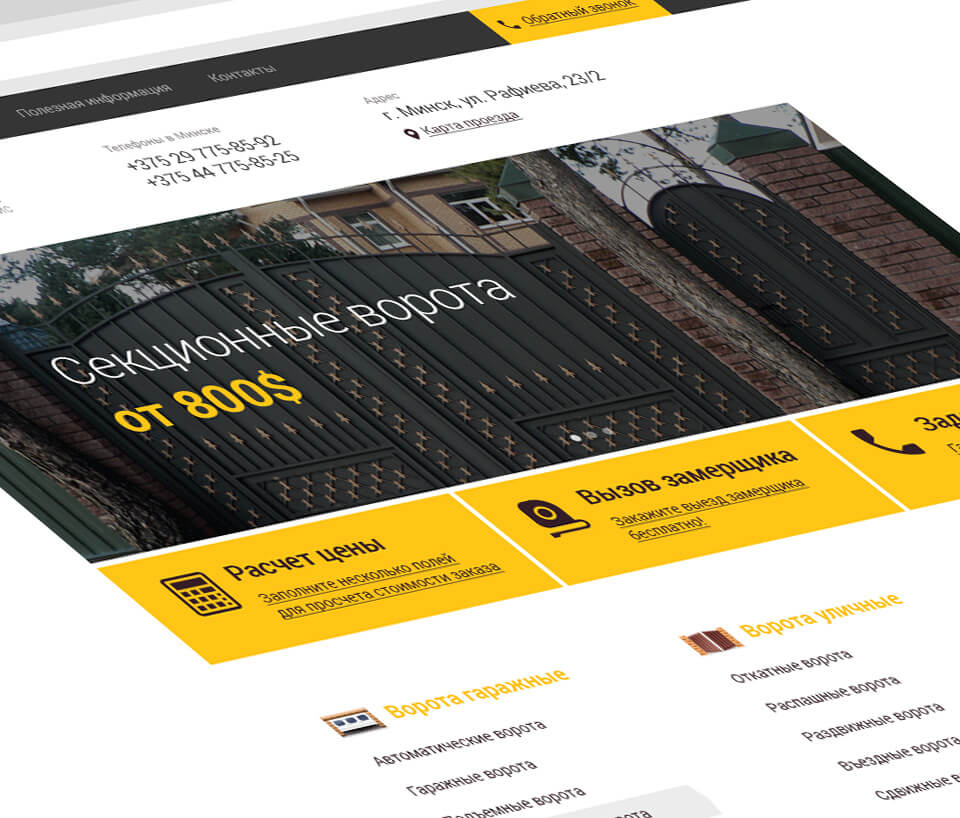 Обратный звонок
Полезная информация
Контакты
Телефоны в Минске
+375 29 775-85-92
+375 44 775-85-25
Адрес
г. Минск, ул. Рафиева, 23/2
Карта проезда
Секционные ворота
от 800$
Расчет цены
Заполните несколько полей
для просчета стоимости заказа
Вызов замерщика
Закажите выезд замерщика
бесплатно!
Ворота гаражные
Автоматические ворота
Гаражные ворота
Подъемные ворота
Ворота уличные
Откатные ворота
Распашные ворота
Раздвижные ворота
Въездные ворота
Сдвижные